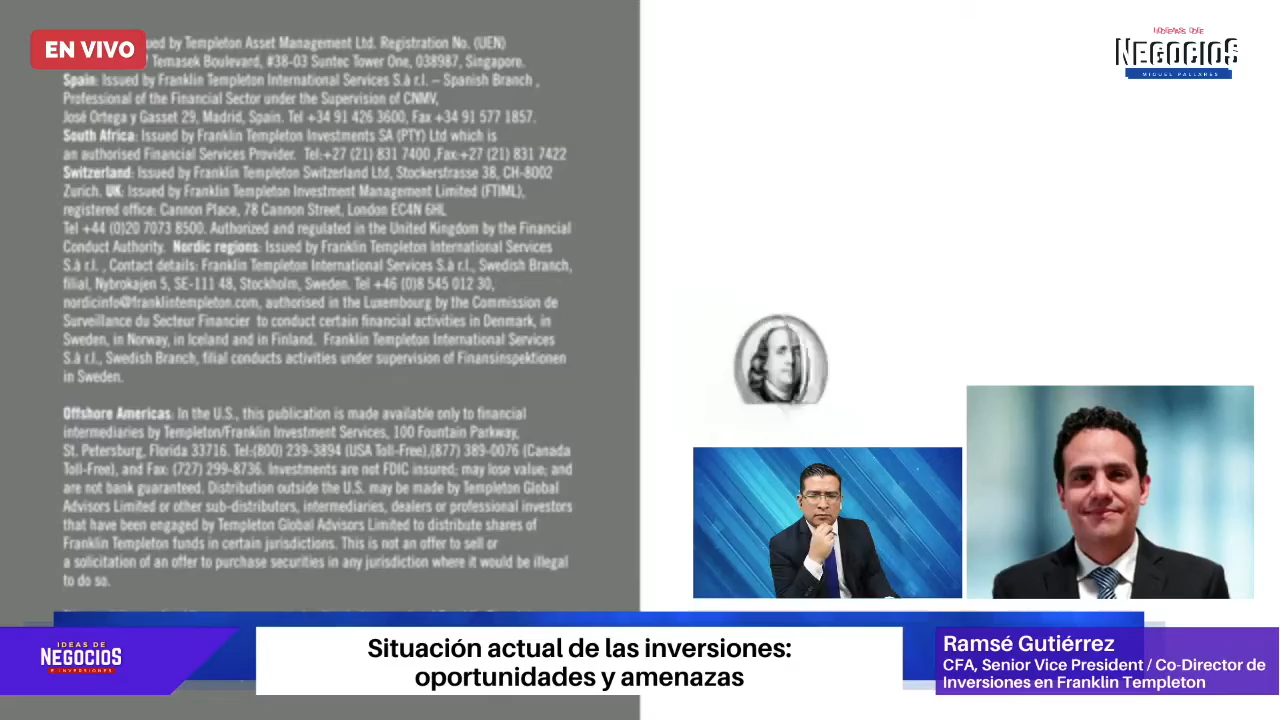 EN VIVO
ued by Templeton Asset Management Ltd. Registration No. (UEN)
Temasek Boulevard, #38-03 Suntec Tower One, 038987, Singapore.
Spain: Issued by Franklin Templeton International Services S.à r.l. – Spanish Branch ,
Professional of the Financial Sector under the Supervision of CNMV,
José Ortega y Gasset 29, Madrid, Spain. Tel +34 91 426 3600, Fax +34 91 577 1857.
South Africa: Issued by Franklin Templeton Investments SA (PTY) Ltd which is
an authorised Financial Services Provider. Tel:+27 (21) 831 7400 ,Fax:+27 (21) 831 7422
Switzerland: Issued by Franklin Templeton Switzerland Ltd, Stockerstrasse 38, CH-8002
Zurich. UK: Issued by Franklin Templeton Investment Management Limited (FTIML),
registered office: Cannon Place, 78 Cannon Street, London EC4N 6HL
Tel +44 (0)20 7073 8500. Authorized and regulated in the United Kingdom by the Financial
Conduct Authority. Nordic regions: Issued by Franklin Templeton International Services
S.à r.l. , Contact details: Franklin Templeton International Services S.à r.l., Swedish Branch,
filial, Nybrokajen 5, SE-111 48, Stockholm, Sweden. Tel +46 (0)8 545 012 30,
nordicinfo@franklintempleton.com, authorised in the Luxembourg by the Commission de
Surveillance du Secteur Financier to conduct certain financial activities in Denmark, in
Sweden, in Norway, in Iceland and in Finland. Franklin Templeton International Services
S.à r.l., Swedish Branch, filial conducts activities under supervision of Finansinspektionen
in Sweden.
Offshore Americas: In the U.S., this publication is made available only to financial
intermediaries by Templeton/Franklin Investment Services, 100 Fountain Parkway,
St. Petersburg, Florida 33716. Tel:(800) 239-3894 (USA Toll-Free),(877) 389-0076 (Canada
Toll-Free), and Fax: (727) 299-8736. Investments are not FDIC insured; may lose value; and
are not bank guaranteed. Distribution outside the U.S. may be made by Templeton Global
Advisors Limited or other sub-distributors, intermediaries, dealers or professional investors
that have been engaged by Templeton Global Advisors Limited to distribute shares of
Franklin Templeton funds in certain jurisdictions. This is not an offer to sell or
a solicitation of an offer to purchase securities in any jurisdiction where it would be illegal
to do so.
NEGOCIOS
MIGUEL PALLARES
IDEAS DE
NEGOCIOS
E INVERSIONES
Situación actual de las inversiones:
oportunidades y amenazas
Ramsé Gutiérrez
CFA, Senior Vice President / Co-Director de
Inversiones en Franklin Templeton